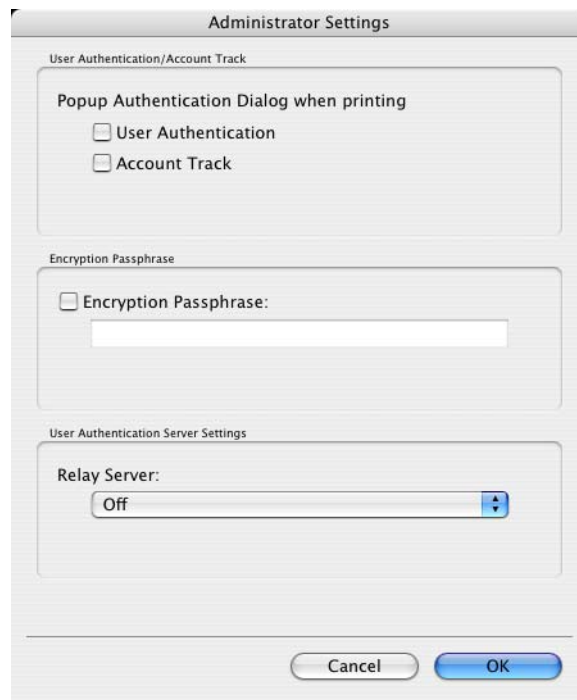 Administrator Settings
User Authentication/Account Track
Popup Authentication Dialog when printing
User Authentication
Account Track
Encryption Passphrase
Encryption Passphrase:
User Authentication Server Settings
Relay Server:
Off
Cancel OK